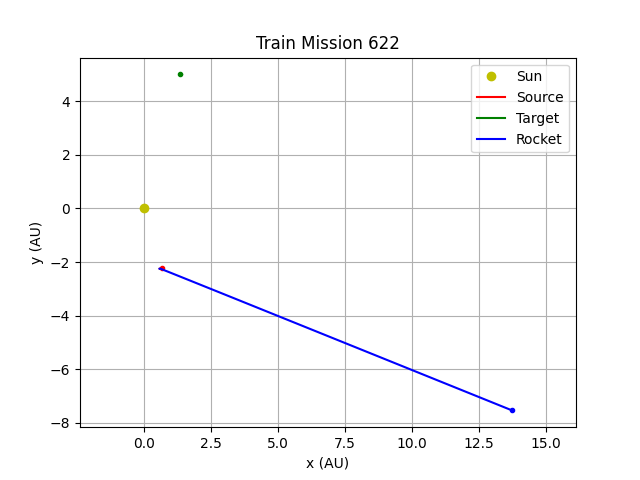 Train Mission 622
Sun
Source
Target
Rocket
y (AU)
4
2
0
−2
−4
−6
−8
0.0 2.5 5.0 7.5 10.0 12.5 15.0
x (AU)